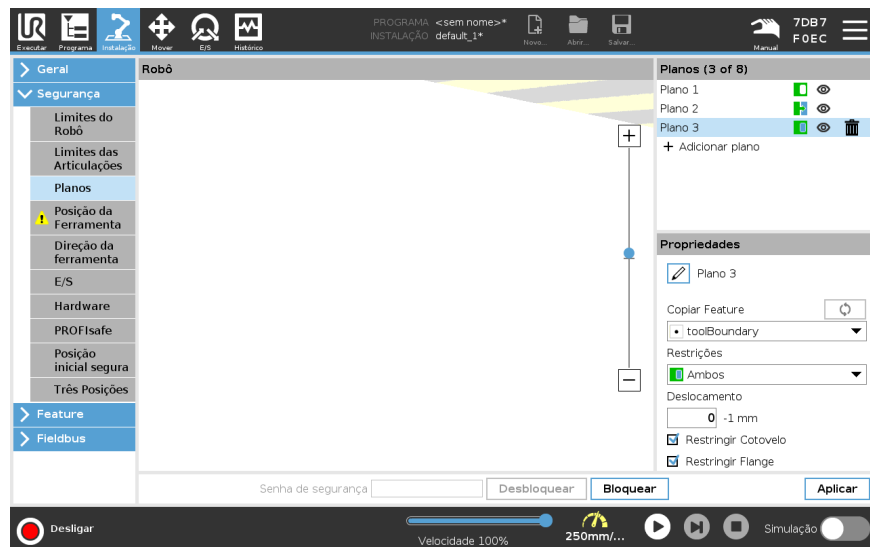 PROGRAMA <sem nome>*
INSTALAÇÃO default_1*
7DB7
F0EC
Executar
Programa
Instalação
Mover
E/S
Histórico
Novo...
Abrir...
Salvar...
Manual
Geral
Segurança
Limites do
Robô
Limites das
Articulações
Planos
Posição da
Ferramenta
Direção da
ferramenta
E/S
Hardware
PROFIsafe
Posição
inicial segura
Três Posições
Feature
Fieldbus
Robô
Planos (3 of 8)
Plano 1
Plano 2
Plano 3
+ Adicionar plano
Propriedades
Plano 3
Copiar Feature
toolBoundary
Restrições
Ambos
Deslocamento
0 -1 mm
Restringir Cotovelo
Restringir Flange
Senha de segurança
Desbloquear
Bloquear
Aplicar
Desligar
Velocidade 100%
250mm/...
Simulação